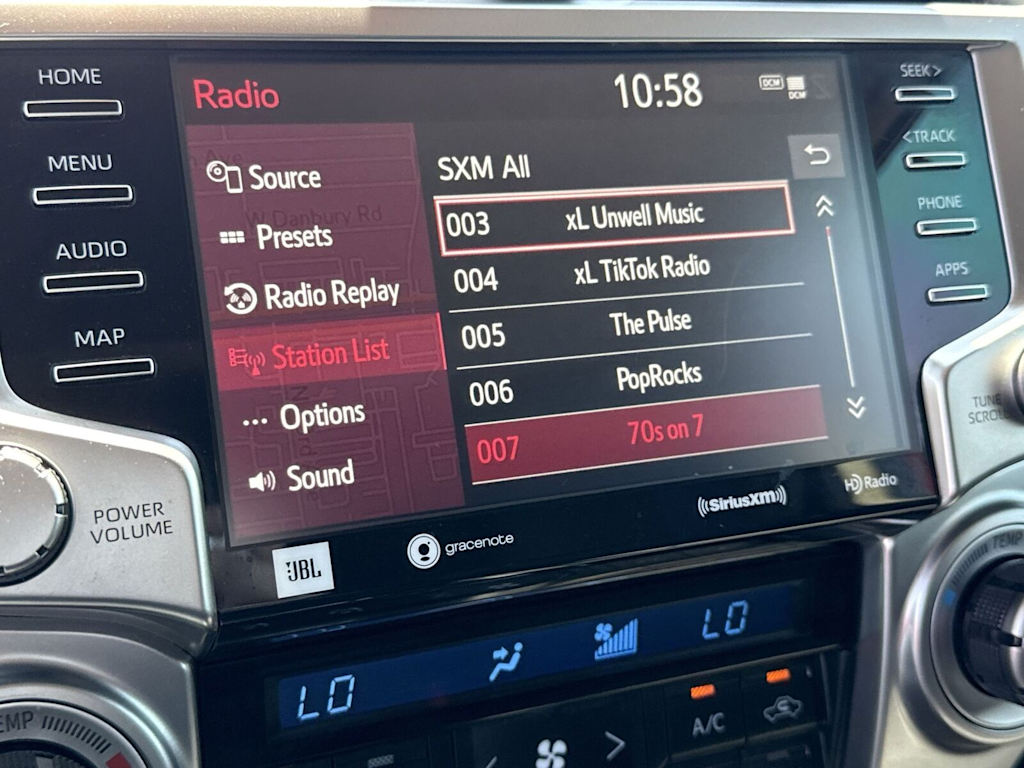 HOME
MENU
AUDIO
MAP
POWER
VOLUME
Radio
10:58
DCM
DCM
Source
Presets
Radio Replay
Station List
Options
Sound
W Danbury Rd
SXM All
003 xL Unwell Music
004 xL TikTok Radio
005 The Pulse
006 PopRocks
007 70s on 7
SEEK>
<TRACK
PHONE
APPS
TUNE
SCROLL
JBL
gracenote
SiriusXM
HD Radio
LO
LO
A/C
TEMP
TEMP